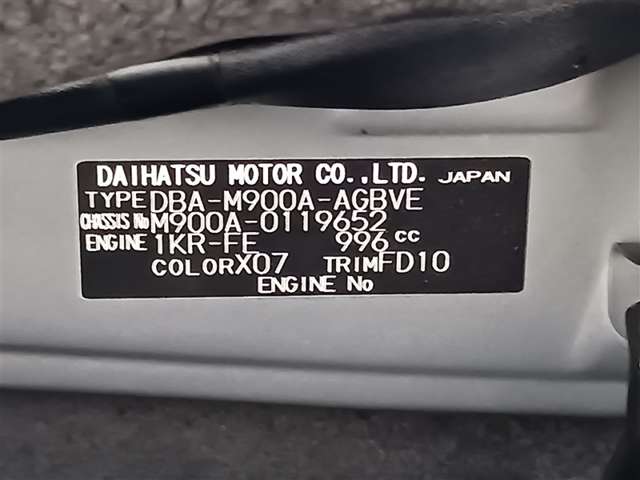 DAIHATSU MOTOR CO.,LTD. JAPAN
TYPE DBA-M900A-AGBVE
CHASSIS No M900A-0119652
ENGINE 1KR-FE 996 cc
COLOR X07 TRIM FD10
ENGINE No